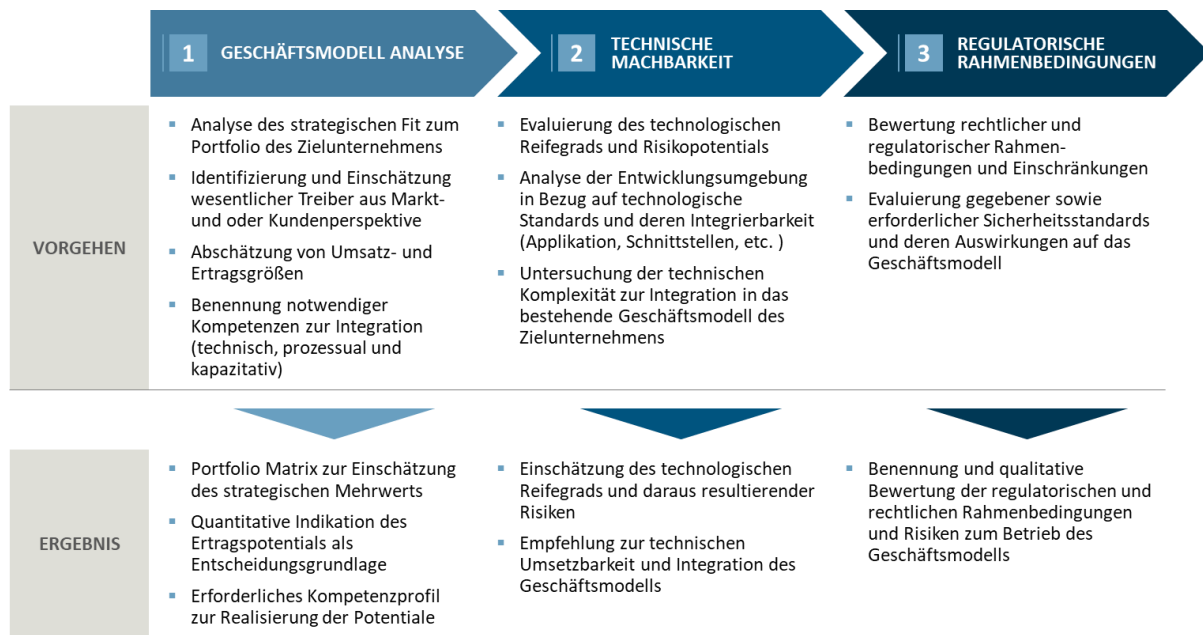 1 GESCHÄFTSMODELL ANALYSE
2 TECHNISCHE
MACHBARKEIT
3 REGULATORISCHE
RAHMENBEDINGUNGEN
VORGEHEN
▪ Analyse des strategischen Fit zum
Portfolio des Zielunternehmens
▪ Identifizierung und Einschätzung
wesentlicher Treiber aus Markt-
und oder Kundenperspektive
▪ Abschätzung von Umsatz- und
Ertragsgrößen
▪ Benennung notwendiger
Kompetenzen zur Integration
(technisch, prozessual und
kapazitativ)
▪ Evaluierung des technologischen
Reifegrads und Risikopotentials
▪ Analyse der Entwicklungsumgebung
in Bezug auf technologische
Standards und deren Integrierbarkeit
(Applikation, Schnittstellen, etc. )
▪ Untersuchung der technischen
Komplexität zur Integration in das
bestehende Geschäftsmodell des
Zielunternehmens
▪ Bewertung rechtlicher und
regulatorischer Rahmen-
bedingungen und Einschränkungen
▪ Evaluierung gegebener sowie
erforderlicher Sicherheitsstandards
und deren Auswirkungen auf das
Geschäftsmodell
ERGEBNIS
▪ Portfolio Matrix zur Einschätzung
des strategischen Mehrwerts
▪ Quantitative Indikation des
Ertragspotentials als
Entscheidungsgrundlage
▪ Erforderliches Kompetenzprofil
zur Realisierung der Potentiale
▪ Einschätzung des technologischen
Reifegrads und daraus resultierender
Risiken
▪ Empfehlung zur technischen
Umsetzbarkeit und Integration des
Geschäftsmodells
▪ Benennung und qualitative
Bewertung der regulatorischen und
rechtlichen Rahmenbedingungen
und Risiken zum Betrieb des
Geschäftsmodells